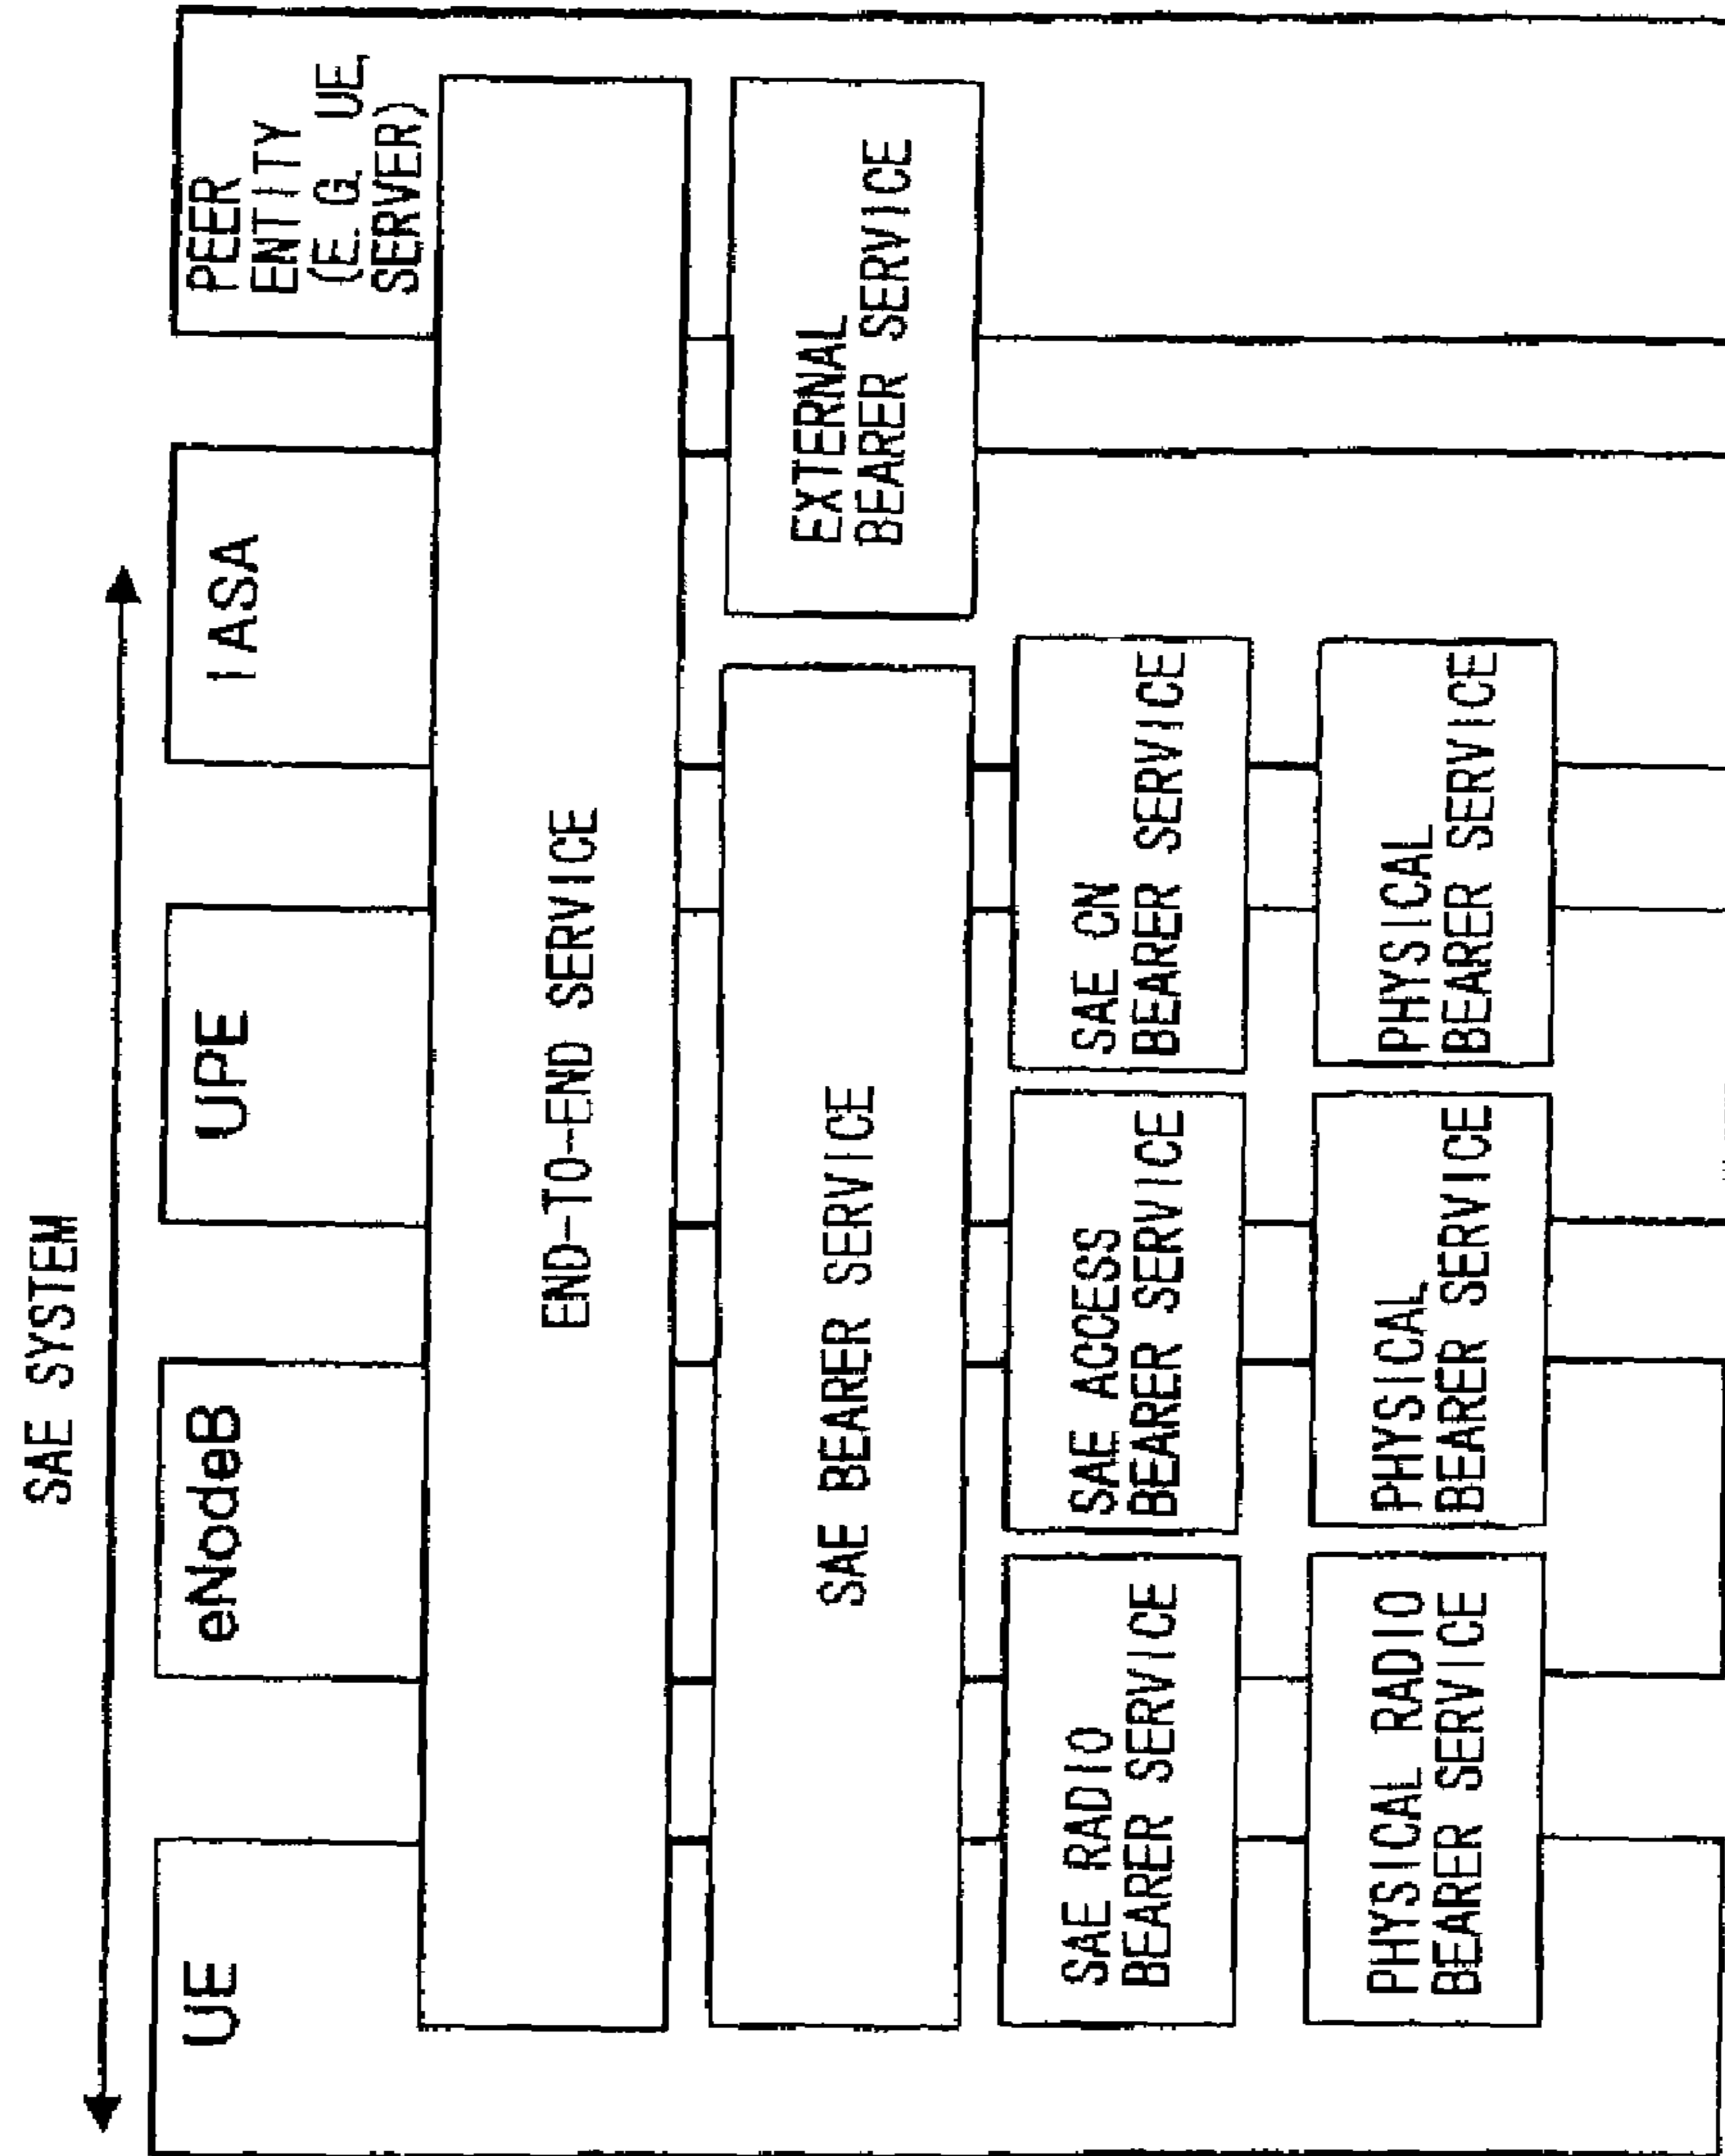 SAE SYSTEM
UE
eNodeB
UPE
IASA
PEER
ENTITY
(E. G. UE,
SERVER)
END-TO-END SERVICE
SAE BEARER SERVICE
EXTERNAL
BEARER SERVICE
SAE RADIO
BEARER SERVICE
SAE ACCESS
BEARER SERVICE
SAE CN
BEARER SERVICE
PHYSICAL RADIO
BEARER SERVICE
PHYSICAL
BEARER SERVICE
PHYSICAL
BEARER SERVICE